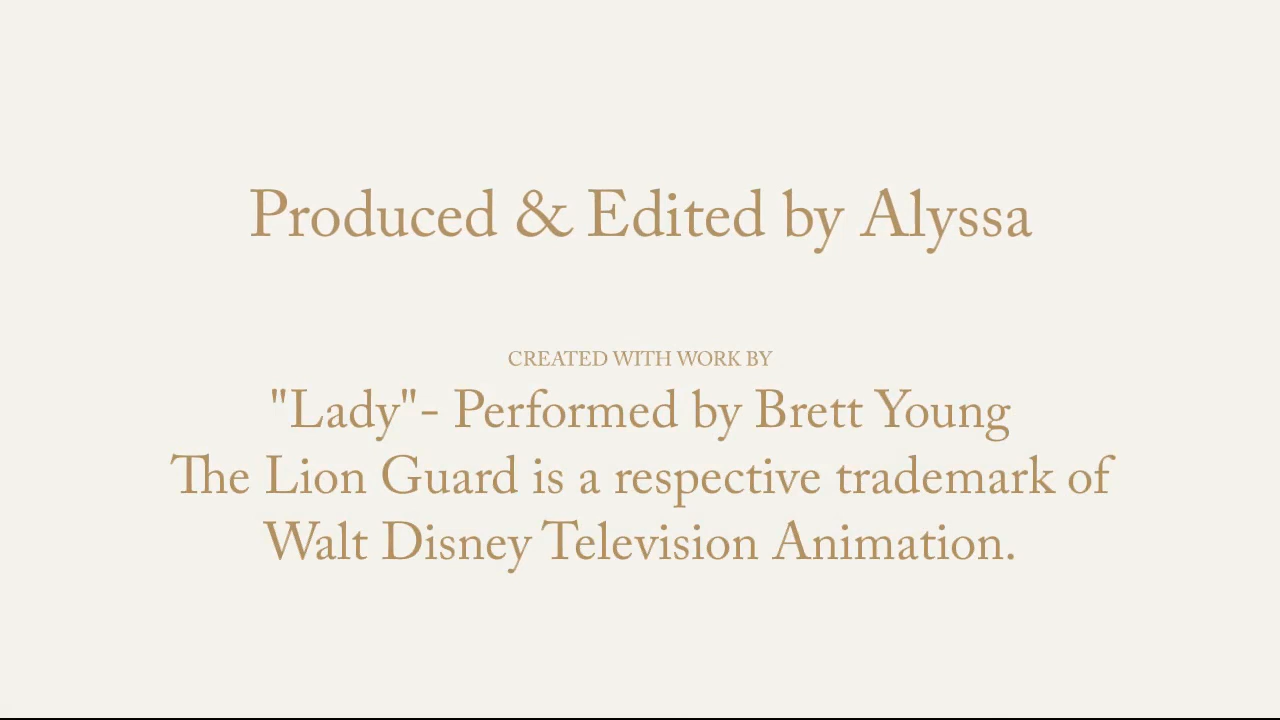 Produced & Edited by Alyssa
CREATED WITH WORK BY
"Lady"- Performed by Brett Young
The Lion Guard is a respective trademark of
Walt Disney Television Animation.